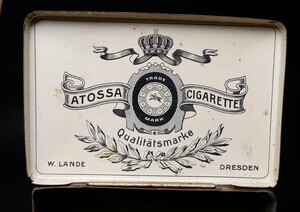 TRADE
ATOSSA CIGARETTE
MARK
Qualitätsmarke
W. LANDE DRESDEN